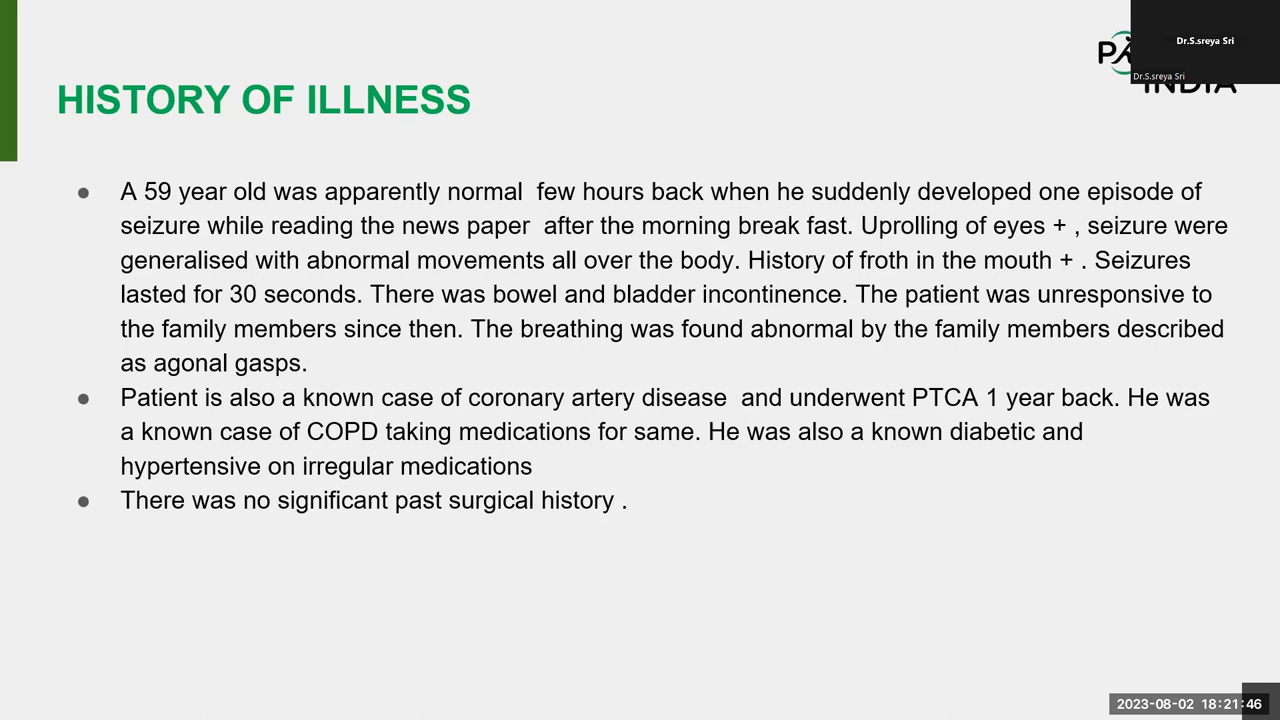 Dr.S.sreya Sri
Dr.S.sreya Sri
INDIA
HISTORY OF ILLNESS
● A 59 year old was apparently normal few hours back when he suddenly developed one episode of
seizure while reading the news paper after the morning break fast. Uprolling of eyes + , seizure were
generalised with abnormal movements all over the body. History of froth in the mouth + . Seizures
lasted for 30 seconds. There was bowel and bladder incontinence. The patient was unresponsive to
the family members since then. The breathing was found abnormal by the family members described
as agonal gasps.
● Patient is also a known case of coronary artery disease and underwent PTCA 1 year back. He was
a known case of COPD taking medications for same. He was also a known diabetic and
hypertensive on irregular medications
● There was no significant past surgical history .
2023-08-02 18:21:46